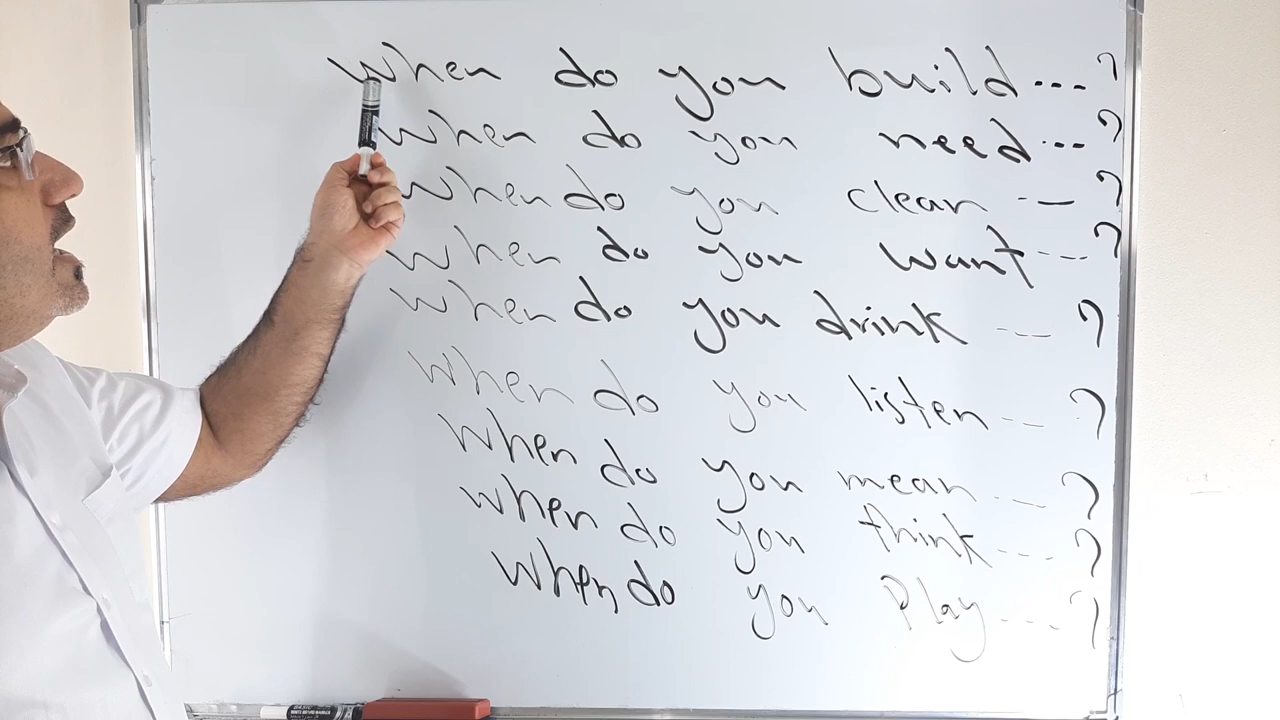 When do you build...?
When do you need...?
When do you clean...?
When do you want...?
When do you drink...?
When do you listen...?
When do you mean...?
When do you think...?
When do you Play...?